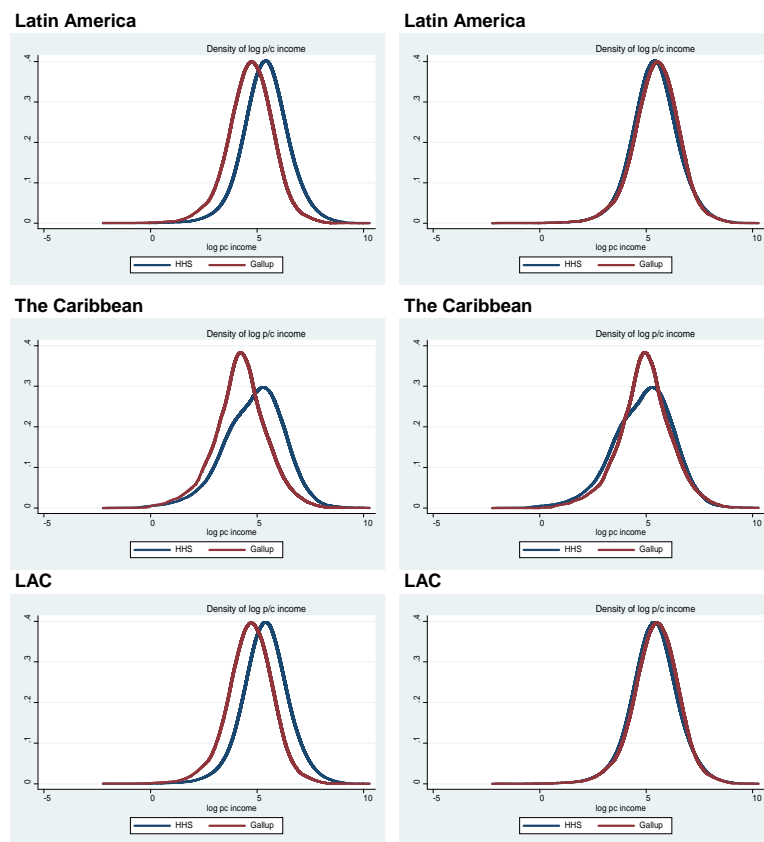 Latin America
Density of log p/c income
.4
.3
.2
.1
0
-5 0 5 10
log pc income
HHS Gallup
Latin America
Density of log p/c income
.4
.3
.2
.1
0
-5 0 5 10
log pc income
HHS Gallup
The Caribbean
Density of log p/c income
.4
.3
.2
.1
0
-5 0 5 10
log pc income
HHS Gallup
The Caribbean
Density of log p/c income
.4
.3
.2
.1
0
-5 0 5 10
log pc income
HHS Gallup
LAC
Density of log p/c income
.4
.3
.2
.1
0
-5 0 5 10
log pc income
HHS Gallup
LAC
Density of log p/c income
.4
.3
.2
.1
0
-5 0 5 10
log pc income
HHS Gallup